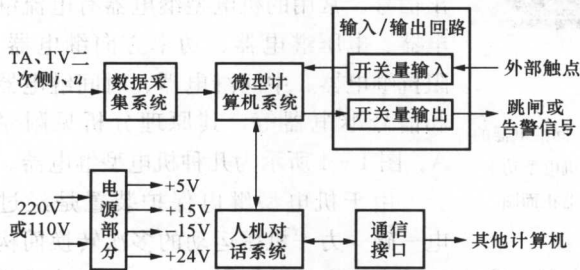 输入/输出回路
TA、TV二
次侧i、u
数据采
集系统
微型计
算机系统
开关量输入
外部触点
开关量输出
跳闸或
告警信号
220V
或110V
电源部分
+5V
+15V
-15V
+24V
人机对
话系统
通信
接口
其他计算机